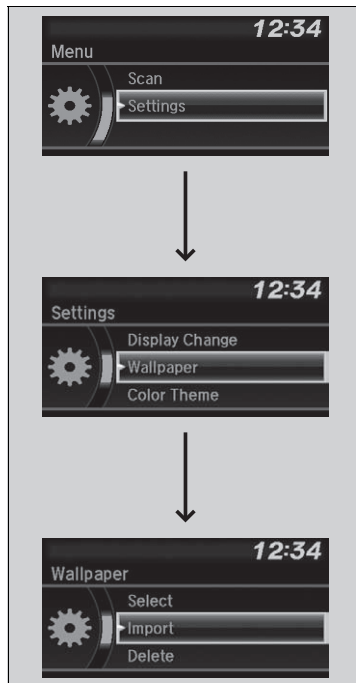 12:34
Menu
Scan
Settings
12:34
Settings
Display Change
Wallpaper
Color Theme
12:34
Wallpaper
Select
Import
Delete